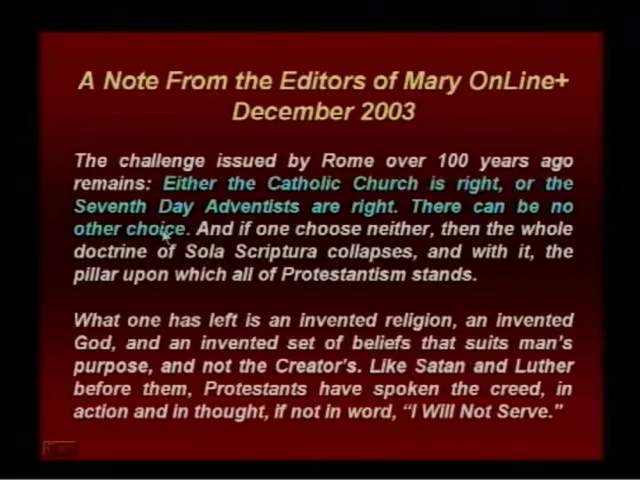 A Note From the Editors of Mary OnLine+
December 2003
The challenge issued by Rome over 100 years ago
remains: Either the Catholic Church is right, or the
Seventh Day Adventists are right. There can be no
other choice. And if one choose neither, then the whole
doctrine of Sola Scriptura collapses, and with it, the
pillar upon which all of Protestantism stands.
What one has left is an invented religion, an invented
God, and an invented set of beliefs that suits man's
purpose, and not the Creator's. Like Satan and Luther
before them, Protestants have spoken the creed, in
action and in thought, if not in word, “I Will Not Serve.”